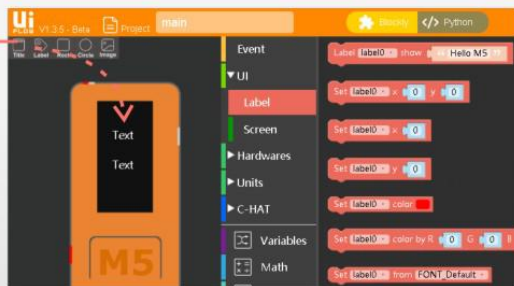 Ui FLOW V1.3.5 - Beta Project main Blockly </> Python
Title Label Rect Circle Image
Text
Text
M5
Event
UI
Label
Screen
Hardwares
Units
C-HAT
Variables
Math
Label label0 show " Hello M5 "
Set label0 x 0 y 0
Set label0 x 0
Set label0 y 0
Set label0 color
Set label0 color by R 0 G 0 B
Set label0 from FONT_Default